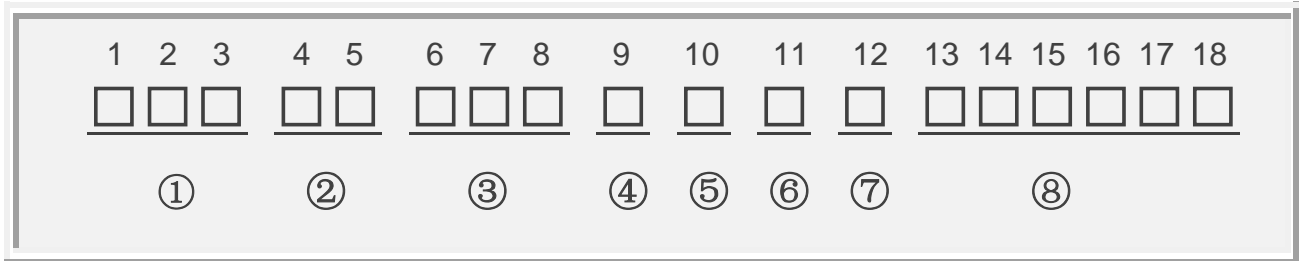 1 2 3 4 5 6 7 8 9 10 11 12 13 14 15 16 17 18
□□□ □□ □□□ □ □ □ □ □□□□□□
① ② ③ ④ ⑤ ⑥ ⑦ ⑧